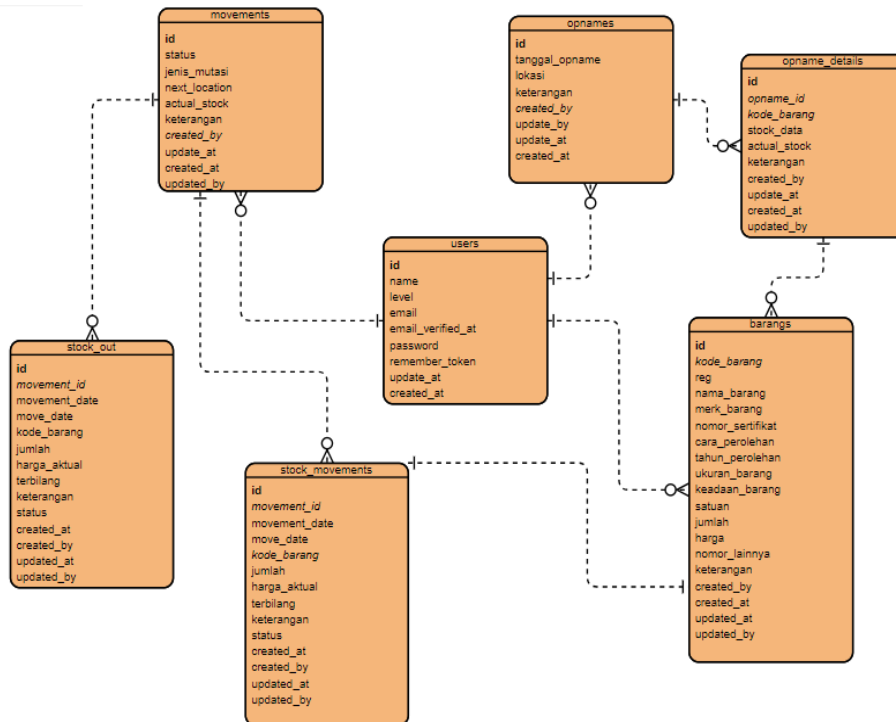 movements
id
status
jenis_mutasi
next_location
actual_stock
keterangan
created_by
update_at
created_at
updated_by
opnames
id
tanggal_opname
lokasi
keterangan
created_by
update_by
update_at
created_at
opname_details
id
opname_id
kode_barang
stock_data
actual_stock
keterangan
created_by
update_at
created_at
updated_by
users
id
name
level
email
email_verified_at
password
remember_token
update_at
created_at
stock_out
id
movement_id
movement_date
move_date
kode_barang
jumlah
harga_aktual
terbilang
keterangan
status
created_at
created_by
updated_at
updated_by
stock_movements
id
movement_id
movement_date
move_date
kode_barang
jumlah
harga_aktual
terbilang
keterangan
status
created_at
created_by
updated_at
updated_by
barangs
id
kode_barang
reg
nama_barang
merk_barang
nomor_sertifikat
cara_perolehan
tahun_perolehan
ukuran_barang
keadaan_barang
satuan
jumlah
harga
nomor_lainnya
keterangan
created_by
created_at
updated_at
updated_by